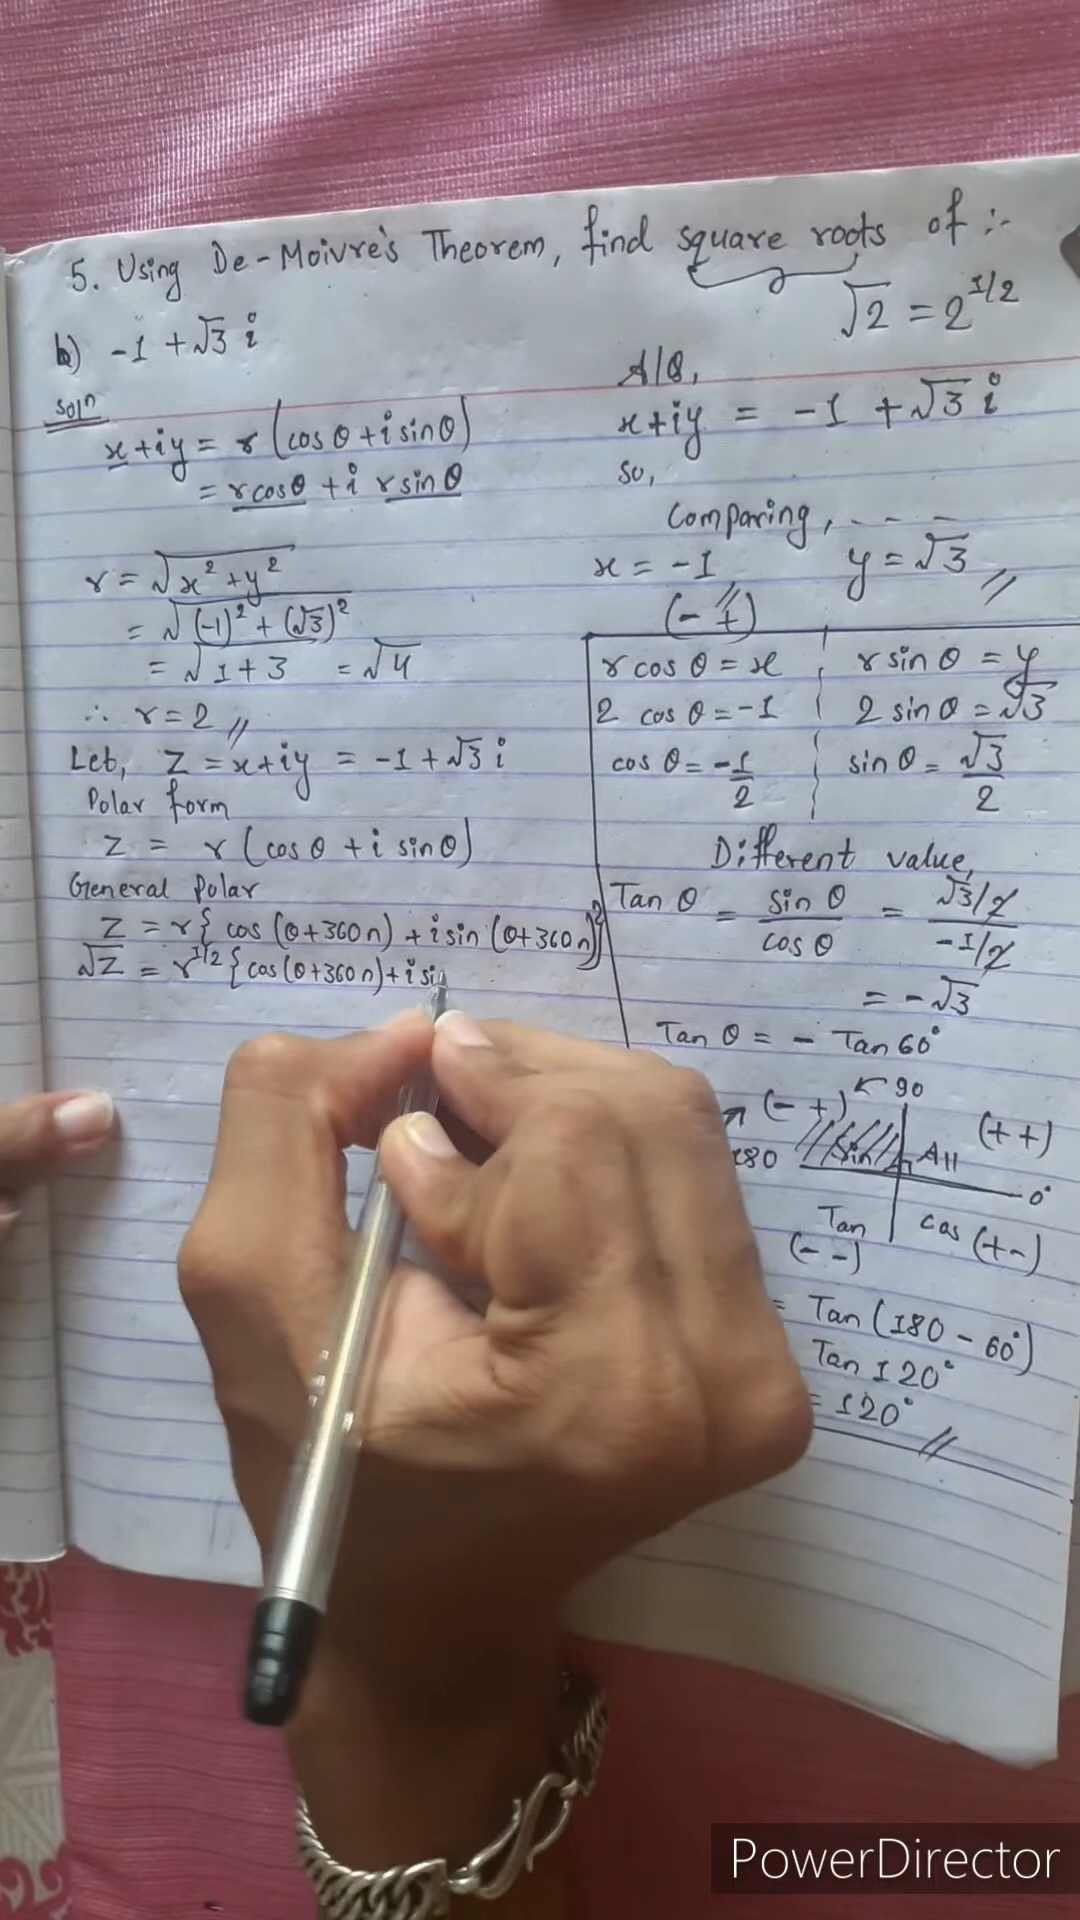 5. Using De-Moivre's Theorem, find square roots of :-
√2 = 2^1/2
b) -1 + √3 i
Solⁿ
x+iy = r (cos θ + i sin θ)
= r cos θ + i r sin θ
r = √x² + y²
= √(-1)² + (√3)²
= √1 + 3 = √4
∴ r = 2 //
Let, Z = x+iy = -1 + √3 i
Polar form
Z = r (cos θ + i sin θ)
General Polar
Z = r { cos (θ+360n) + i sin (θ+360n)}
√Z = r^1/2 {cos(θ+360n) + i si
A/Q,
x+iy = -1 + √3 i
So,
Comparing, - - -
x = -1 // y = √3 //
(- +)
r cos θ = x r sin θ = y
2 cos θ = -1 2 sin θ = √3
cos θ = -1/2 sin θ = √3/2
Different value,
Tan θ = sin θ/cos θ = √3/2 / -1/2
= -√3
Tan θ = - Tan 60°
(- +) 90 (+ +)
180 Sin All 0°
Tan (- -) Cos (+ -)
= Tan (180 - 60°)
Tan 120°
= 120° //
PowerDirector